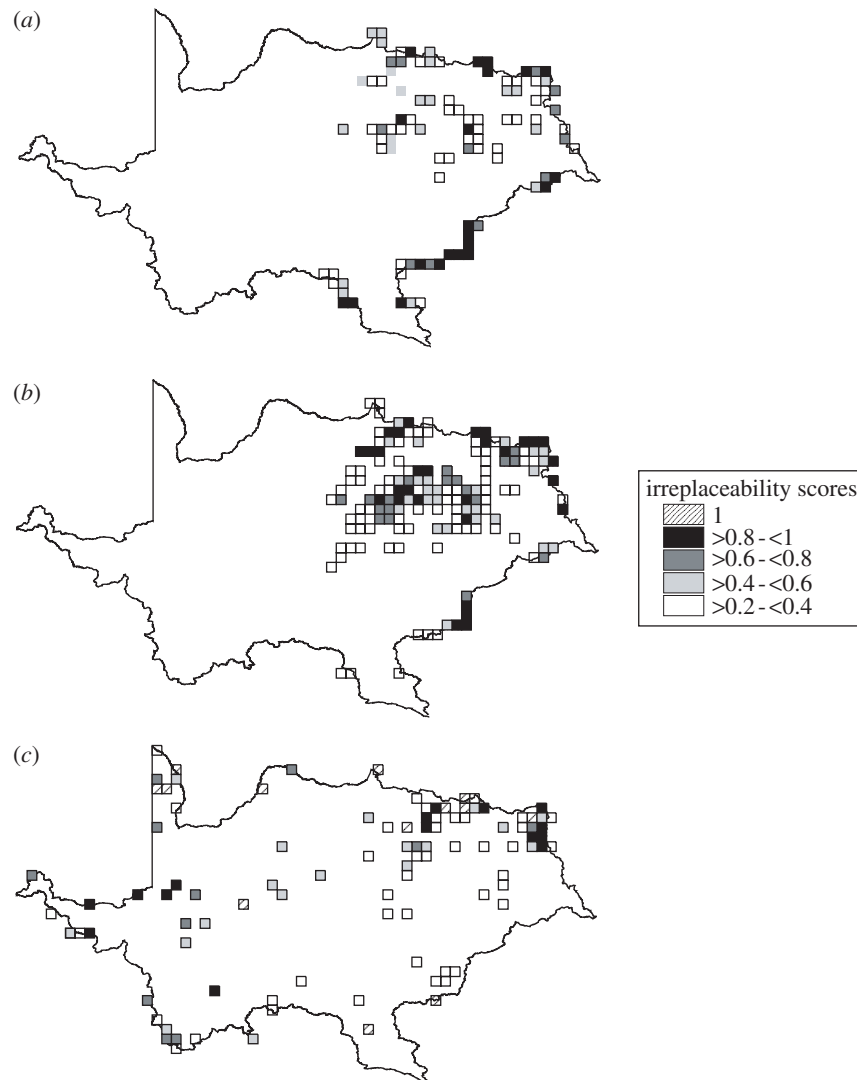 (a)
(b)
irreplaceability scores
1
>0.8-<1
>0.6-<0.8
>0.4-<0.6
>0.2-<0.4
(c)